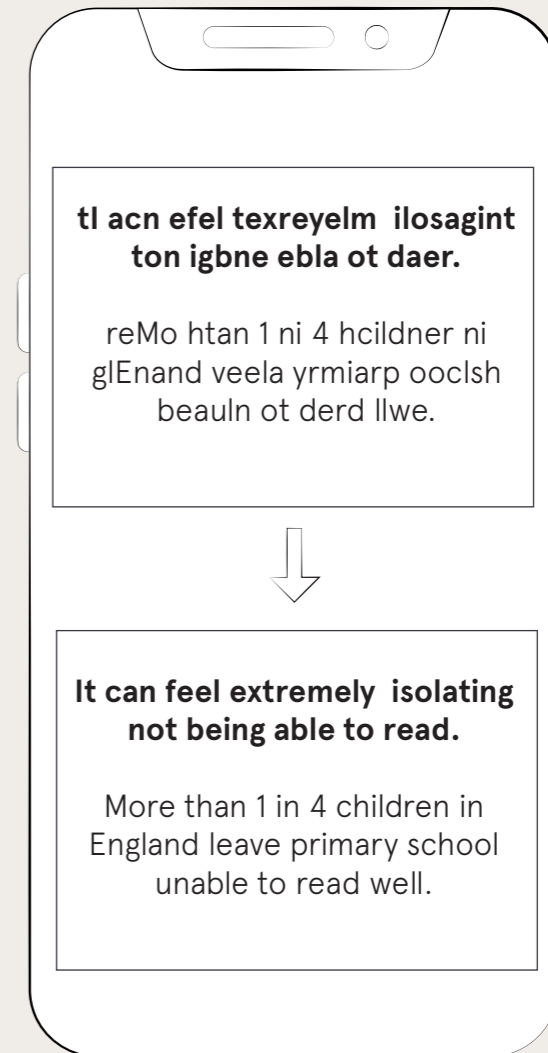 tI acn efel texreyelm  ilosagint
ton igbne ebla ot daer.
reMo htan 1 ni 4 hcildner ni
glEnand veela yrmiarp ooclsh
beauln ot derd llwe.
It can feel extremely  isolating
not being able to read.
More than 1 in 4 children in
England leave primary school
unable to read well.